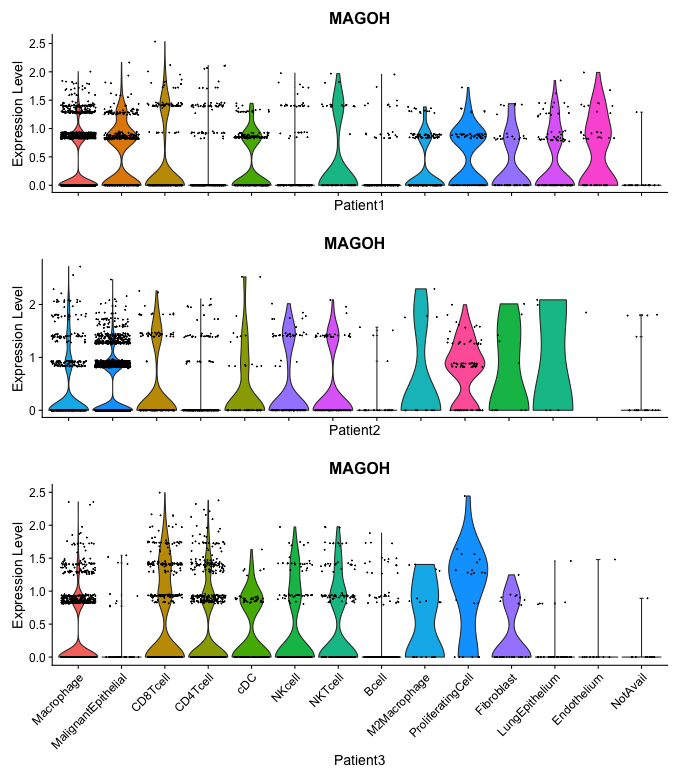 MAGOH
Expression Level
2.5
2.0
1.5
1.0
0.5
0.0
Patient1
MAGOH
Expression Level
2
1
0
Patient2
MAGOH
Expression Level
2.5
2.0
1.5
1.0
0.5
0.0
Macrophage
MalignantEpithelial
CD8Tcell
CD4Tcell
cDC
NKcell
NKTcell
Bcell
M2Macrophage
ProliferatingCell
Fibroblast
LungEpithelium
Endothelium
NotAvail
Patient3